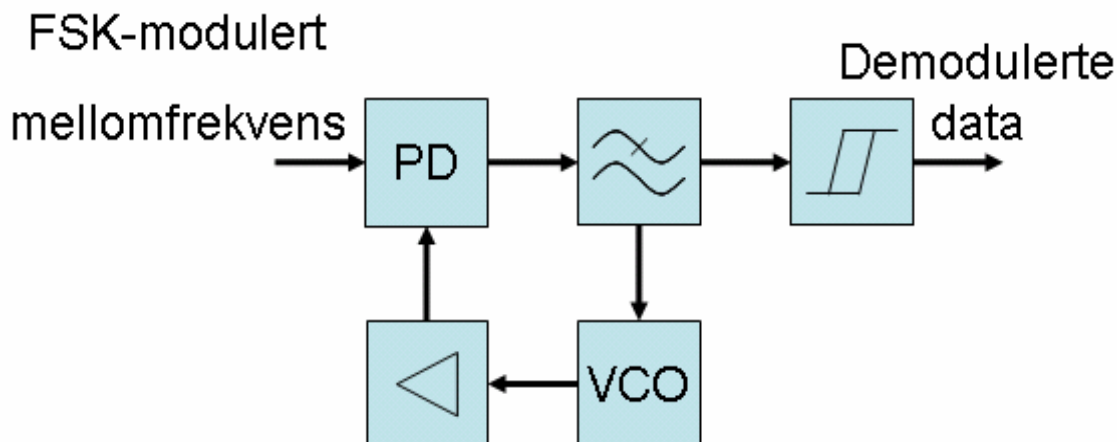 FSK-modulert
mellomfrekvens
Demodulerte
data
PD
VCO